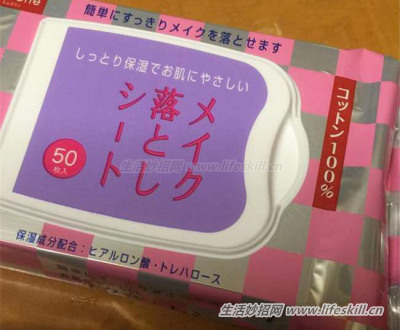 簡単にすっきりメイクを落とせます
しっとり保湿でお肌にやさしい
メイク
落とし
シート
50
枚入
コットン100%
保湿成分配合:ヒアルロン酸・トレハロース
生活妙招网 www.lifeskill.cn
生活妙招网
www.lifeskill.cn